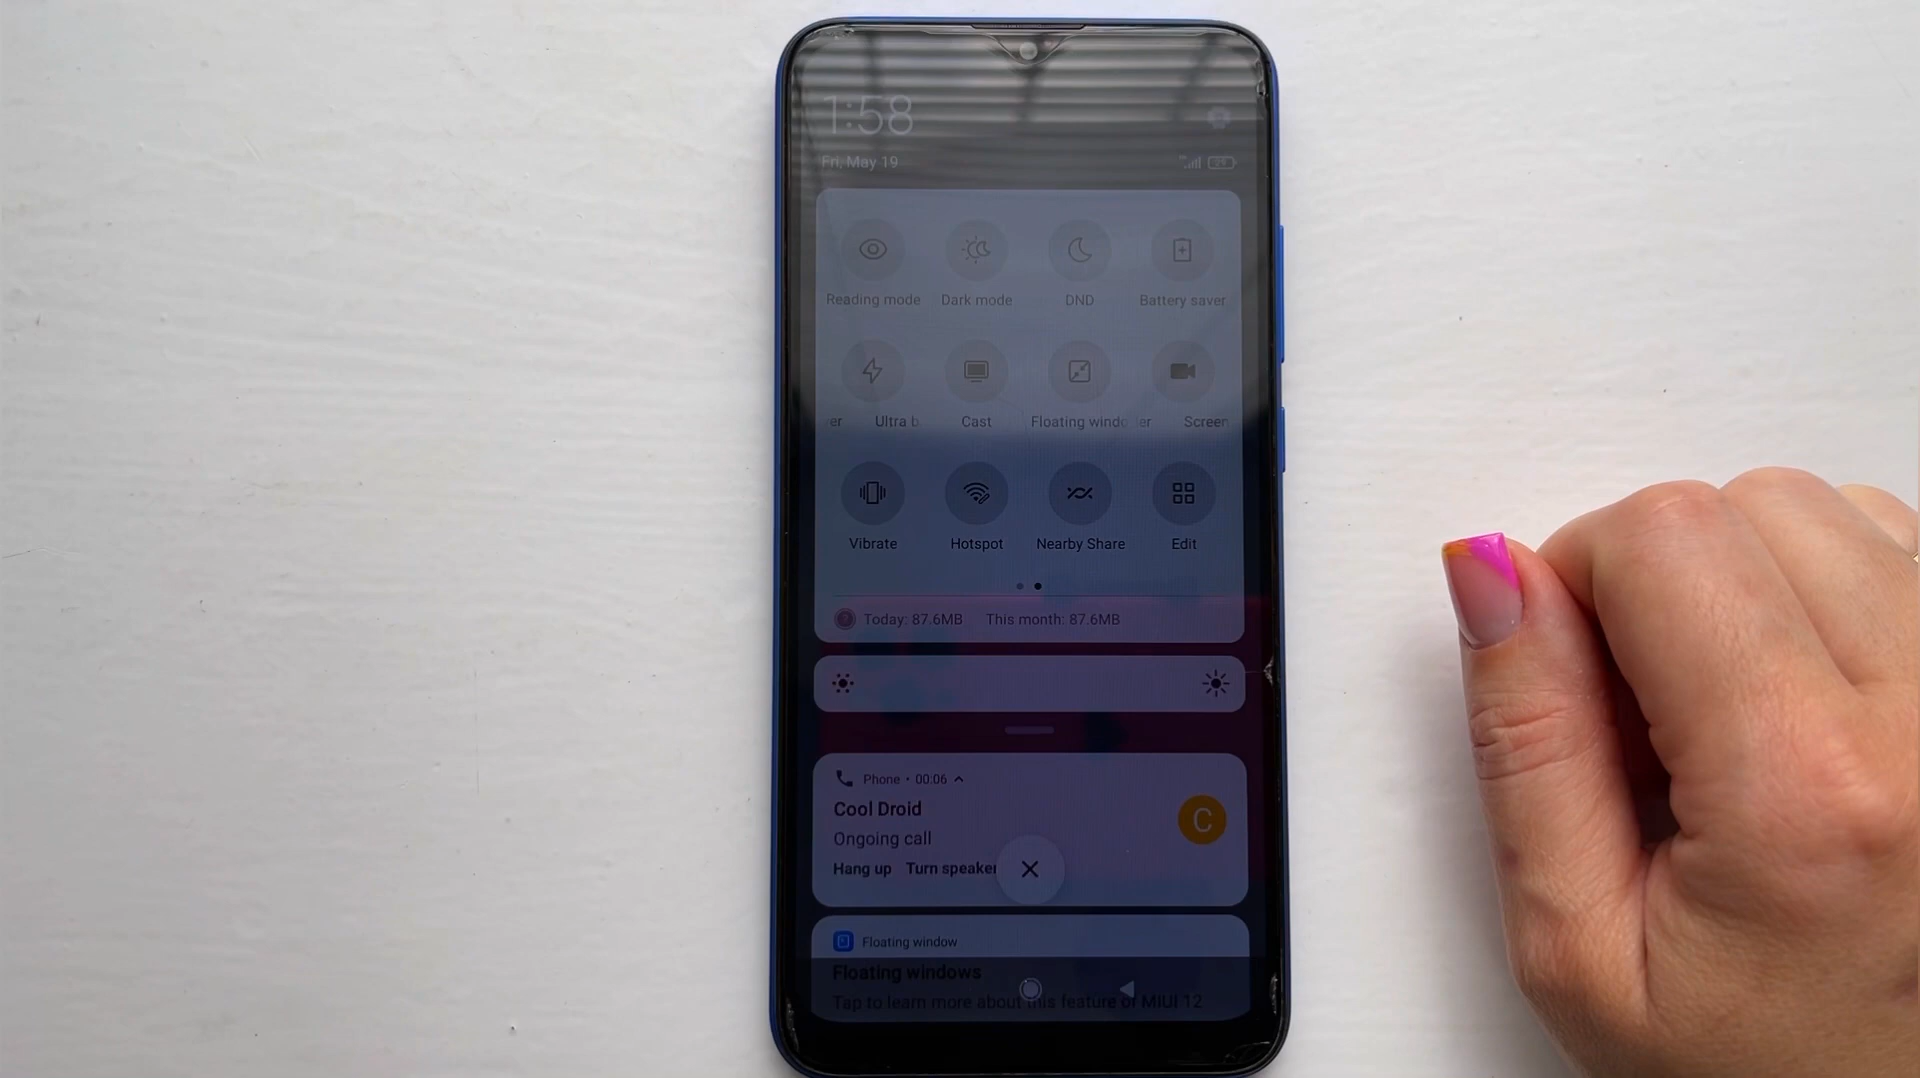 1:58
Fri, May 19
Reading mode Dark mode DND Battery saver
er Ultra b Cast Floating windo er Screen
Vibrate Hotspot Nearby Share Edit
Today: 87.6MB This month: 87.6MB
Phone • 00:06
Cool Droid
C
Ongoing call
Hang up Turn speaker
Floating window
Floating windows
Tap to learn more about this feature of MIUI 12